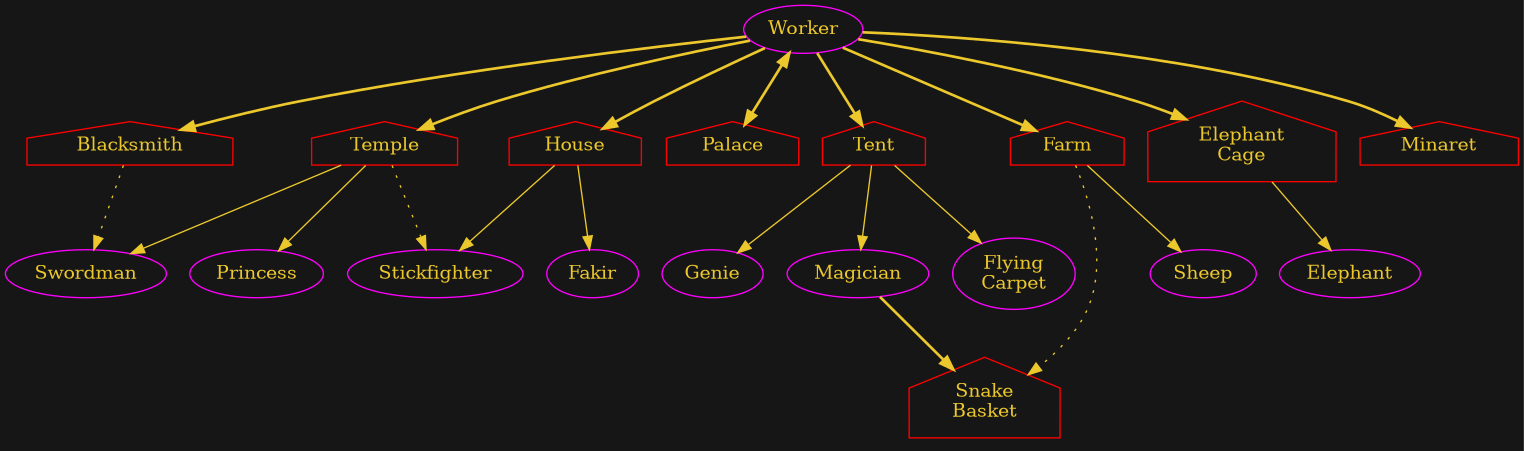 Worker
Blacksmith
Temple
House
Palace
Tent
Farm
Elephant
Cage
Minaret
Swordman
Princess
Stickfighter
Fakir
Genie
Magician
Flying
Carpet
Sheep
Elephant
Snake
Basket